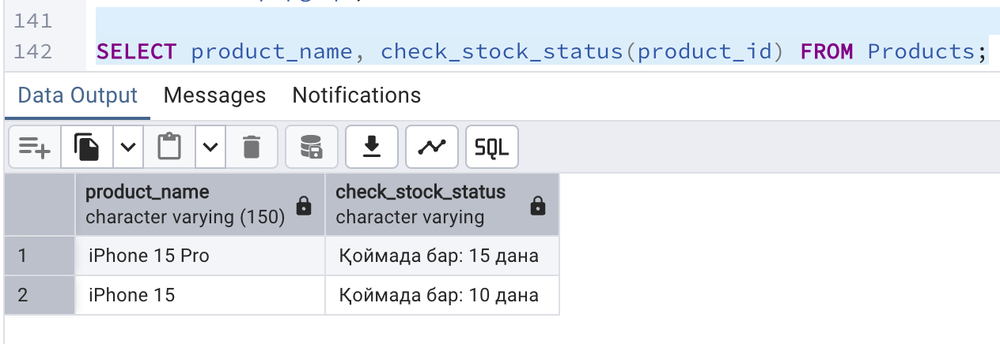 141
142 SELECT product_name, check_stock_status(product_id) FROM Products;
Data Output Messages Notifications
SQL
product_name check_stock_status
character varying (150) character varying
1 iPhone 15 Pro Қоймада бар: 15 дана
2 iPhone 15 Қоймада бар: 10 дана